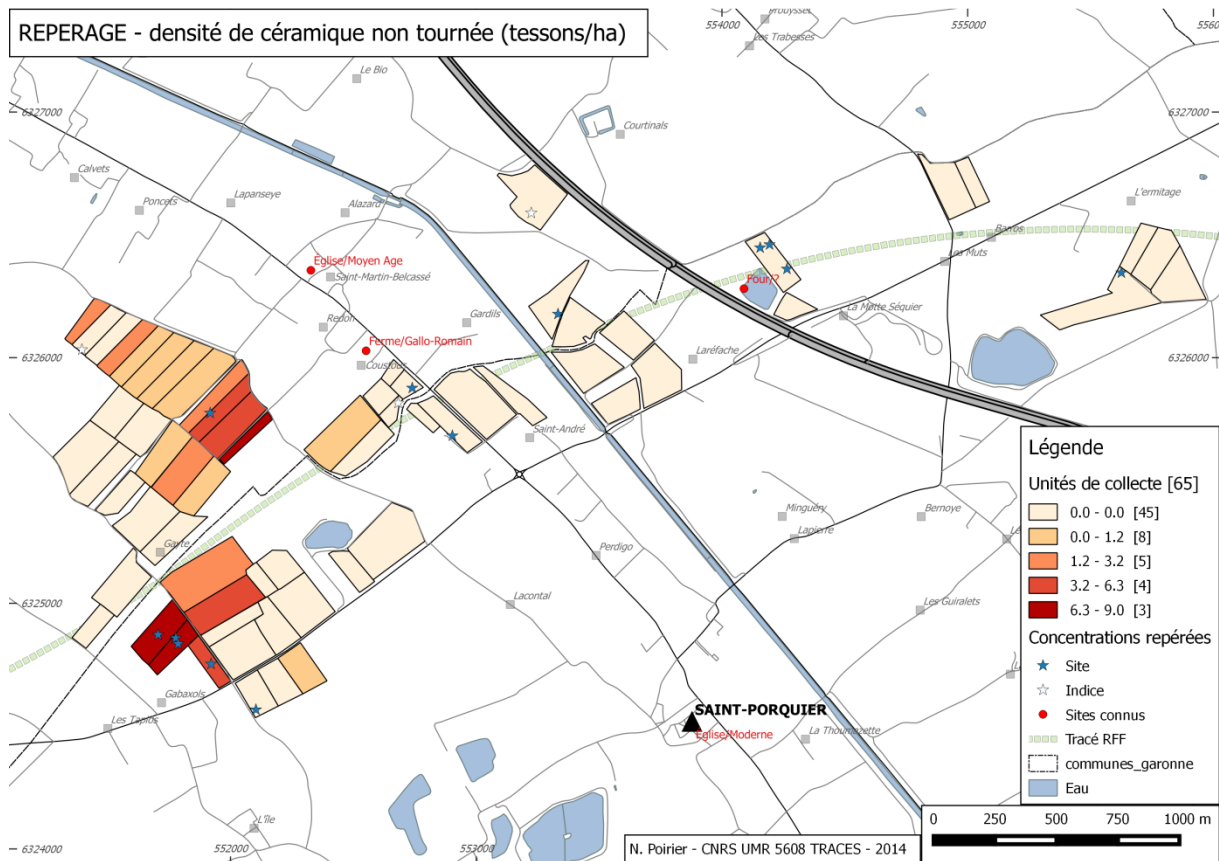 REPERAGE - densité de céramique non tournée (tessons/ha)
554000
555000
Les Trabesses
Le Bio
6327000
6327000
Courtinals
Calvets
Poncets
Lapanseye
Alazard
L'ermitage
Barros
Les Muts
Eglise/Moyen Age
Saint-Martin-Belcassé
Four/?
La Motte Séquier
Redon
Gardils
Ferme/Gallo-Romain
6326000
6326000
Coustous
Laréfache
Saint-André
Légende
Unités de collecte [65]
0.0 - 0.0 [45]
0.0 - 1.2 [8]
1.2 - 3.2 [5]
3.2 - 6.3 [4]
6.3 - 9.0 [3]
Concentrations repérées
Site
Indice
Sites connus
Tracé RFF
communes_garonne
Eau
Minguéry
Bernoye
Lapierre
Gayte
Perdigo
6325000
Lacontal
Les Guiralets
Gabaxols
Les Tapios
SAINT-PORQUIER
Eglise/Moderne
La Thoumazette
L'île
6324000
552000
553000
0 250 500 750 1000 m
N. Poirier - CNRS UMR 5608 TRACES - 2014